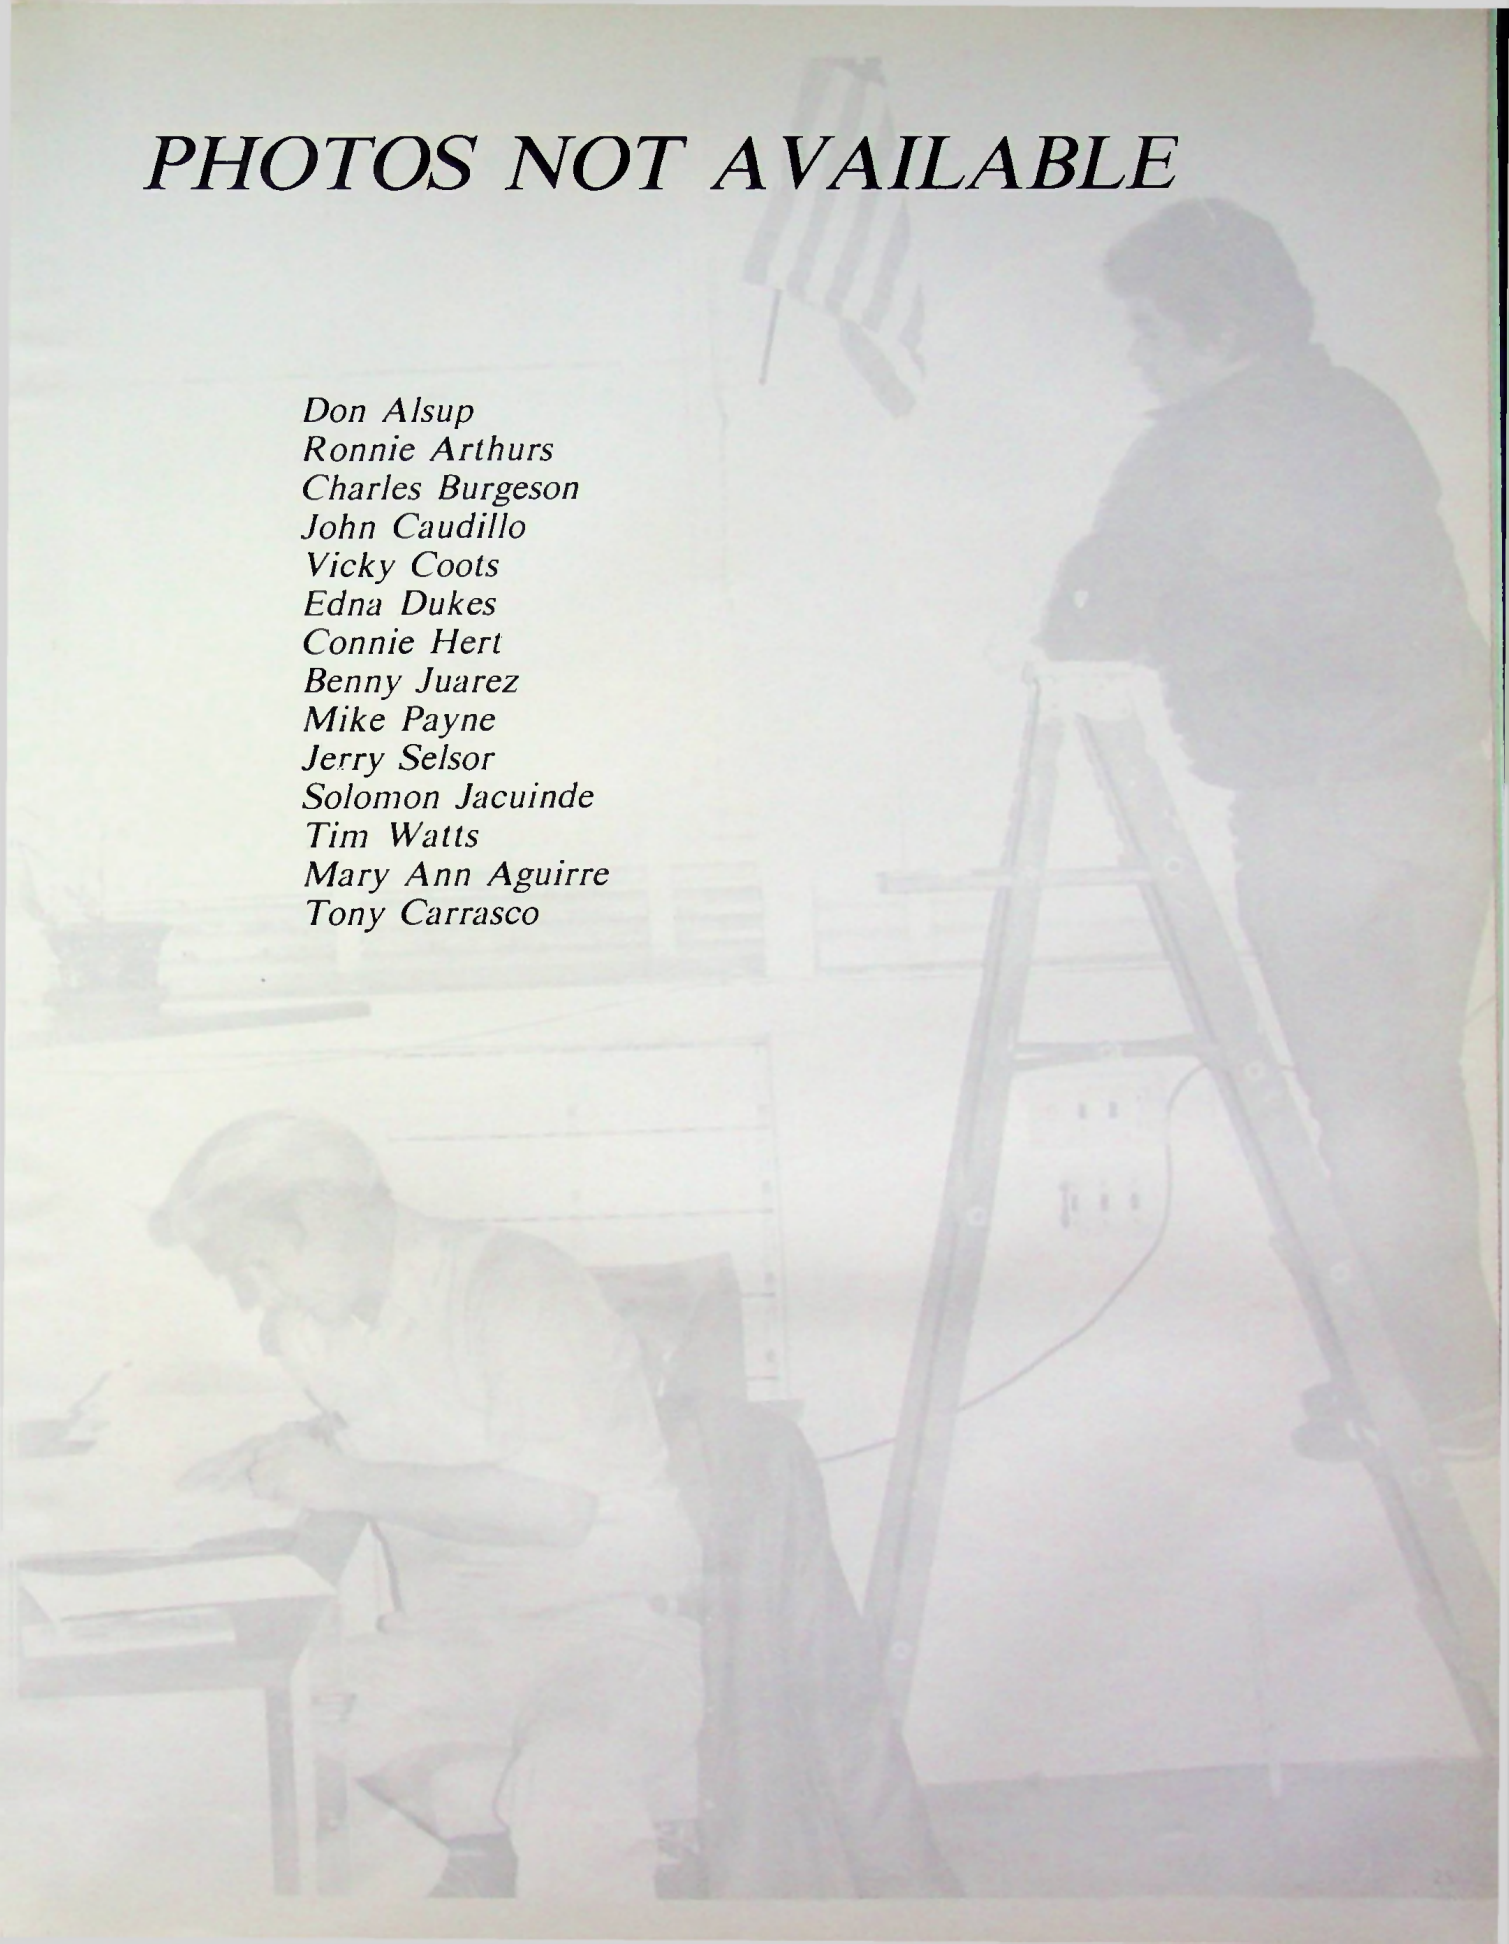 PHOTOS NOT AVAILABLE
Don Alsup
Ronnie Arthurs
Charles Burgeson
John Caudillo
Vicky Coots
Edna Dukes
Connie Hert
Benny Juarez
Mike Payne
Jerry Selsor
Solomon Jacuinde
Tim Watts
Mary Ann Aguirre
Tony Carrasco